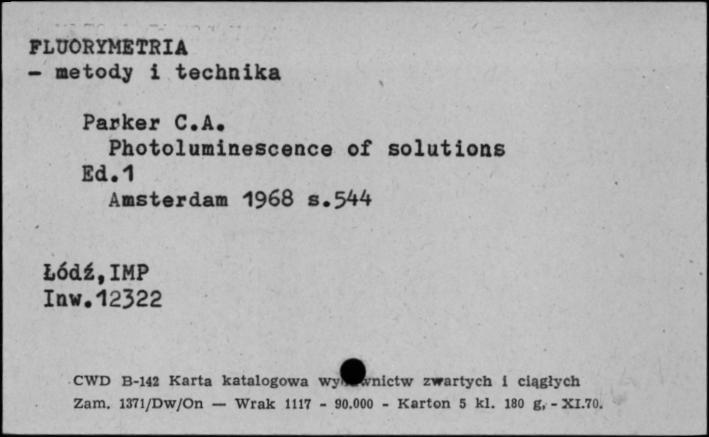 FLUORYMETRIA
- metody i technika
Parker C.A.
Photoluminescence of solutions
Ed.1
Amsterdam 1968 s.544
Łódź,IMP
Inw.12322
CWD B-142 Karta katalogowa zwartych i ciągłych
Zam. 1371/Dw/On — Wrak 1117 - 90.000 - Karton 5 kl. 180 g. - XI.70.